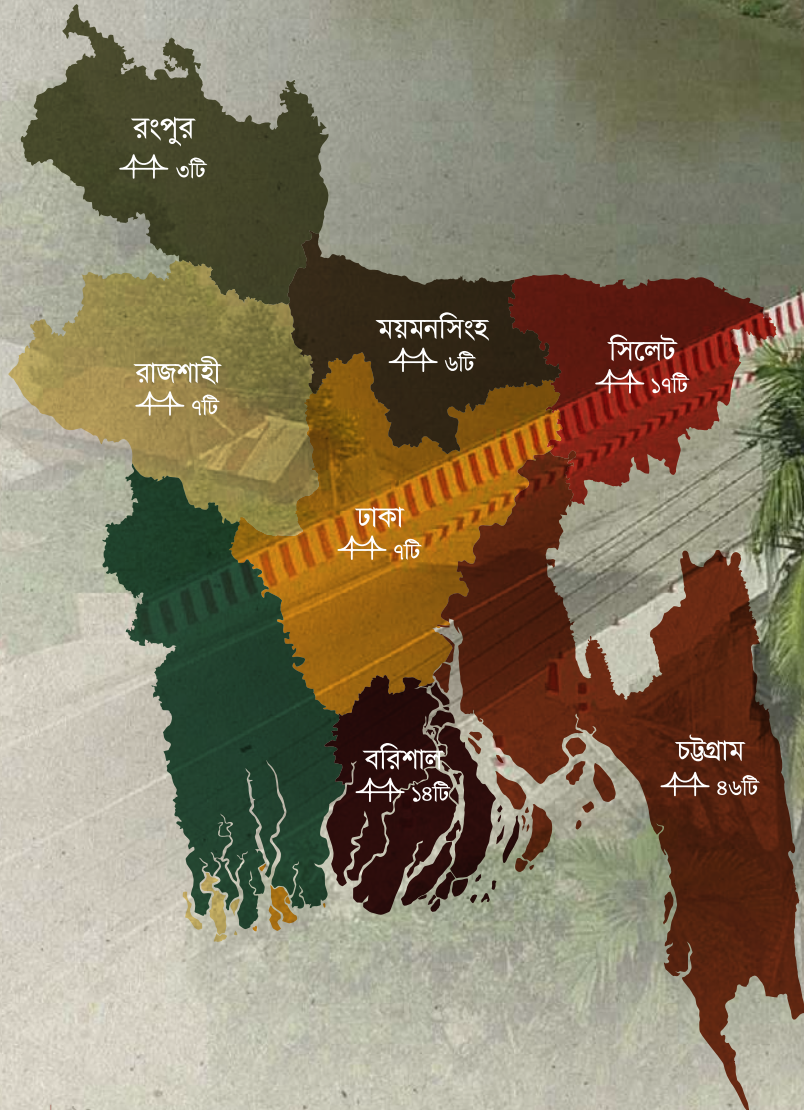 রংপুর
৩টি
ময়মনসিংহ
৬টি
সিলেট
১৭টি
রাজশাহী
৭টি
ঢাকা
৭টি
বরিশাল
১৪টি
চট্টগ্রাম
৪৬টি